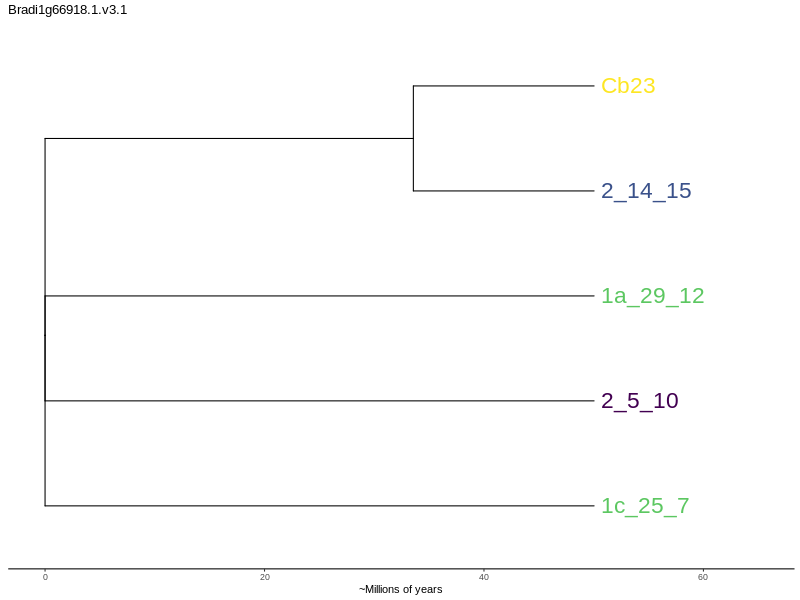 Bradi1g66918.1.v3.1
Cb23
2_14_15
1a_29_12
2_5_10
1c_25_7
0 20 40 60
~Millions of years